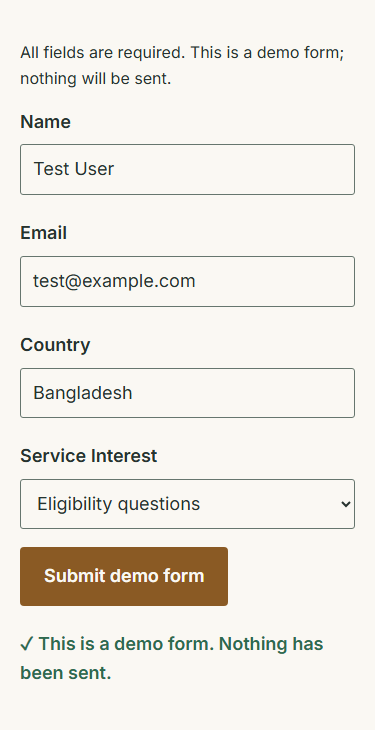 All fields are required. This is a demo form;
nothing will be sent.
Name
Test User
Email
test@example.com
Country
Bangladesh
Service Interest
Eligibility questions
Submit demo form
✓ This is a demo form. Nothing has
been sent.